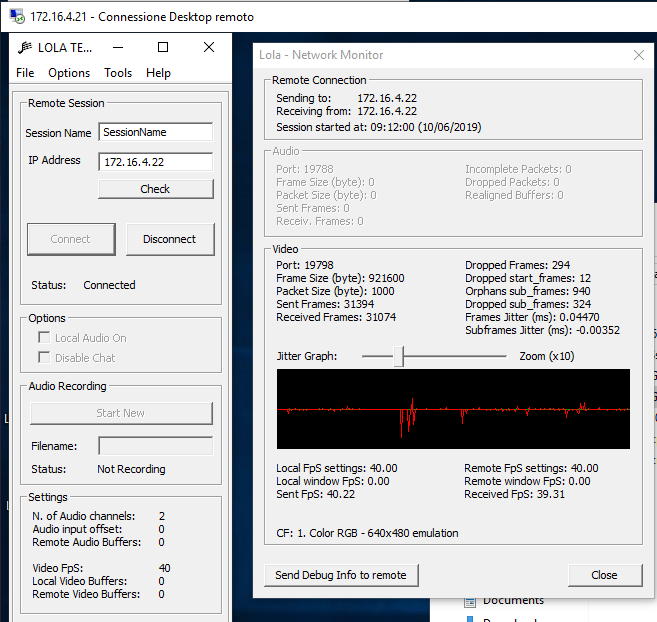 172.16.4.21 - Connessione Desktop remoto
LOLA TE...
File Options Tools Help
Remote Session
Session Name SessionName
IP Address 172.16.4.22
Check
Connect Disconnect
Status: Connected
Options
Local Audio On
Disable Chat
Audio Recording
Start New
Filename:
Status: Not Recording
Settings
N. of Audio channels: 2
Audio input offset: 0
Remote Audio Buffers: 0
Video FpS: 40
Local Video Buffers: 0
Remote Video Buffers: 0
Lola - Network Monitor
Remote Connection
Sending to: 172.16.4.22
Receiving from: 172.16.4.22
Session started at: 09:12:00 (10/06/2019)
Audio
Port: 19788
Frame Size (byte): 0
Packet Size (byte): 0
Sent Frames: 0
Receiv. Frames: 0
Incomplete Packets: 0
Dropped Packets: 0
Realigned Buffers: 0
Video
Port: 19798
Frame Size (byte): 921600
Packet Size (byte): 1000
Sent Frames: 31394
Received Frames: 31074
Dropped Frames: 294
Dropped start_frames: 12
Orphans sub_frames: 940
Dropped sub_frames: 324
Frames Jitter (ms): 0.04470
Subframes Jitter (ms): -0.00352
Jitter Graph: Zoom (x10)
Local FpS settings: 40.00
Local window FpS: 0.00
Sent FpS: 40.22
Remote FpS settings: 40.00
Remote window FpS: 0.00
Received FpS: 39.31
CF: 1. Color RGB - 640x480 emulation
Send Debug Info to remote Close
Documents